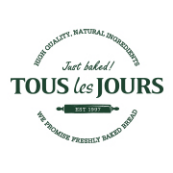 HIGH QUALITY, NATURAL INGREDIENTS
Just baked!
TOUS les JOURS
EST 1997
WE PROMISE FRESHLY BAKED BREAD